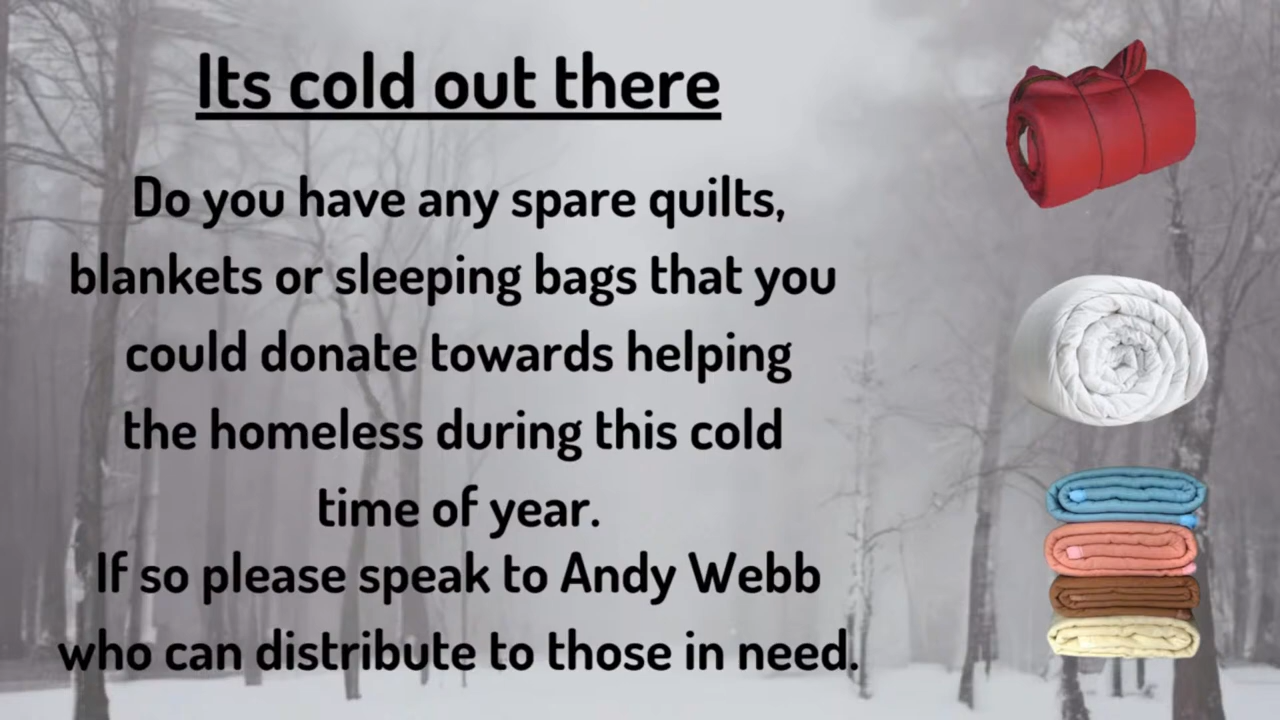 Its cold out there
Do you have any spare quilts,
blankets or sleeping bags that you
could donate towards helping
the homeless during this cold
time of year.
If so please speak to Andy Webb
who can distribute to those in need.